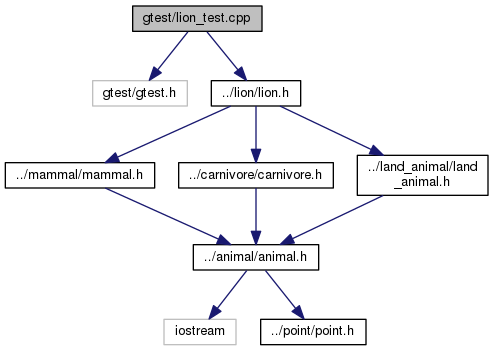 gtest/lion_test.cpp
gtest/gtest.h
../lion/lion.h
../mammal/mammal.h
../carnivore/carnivore.h
../land_animal/land
_animal.h
../animal/animal.h
iostream
../point/point.h